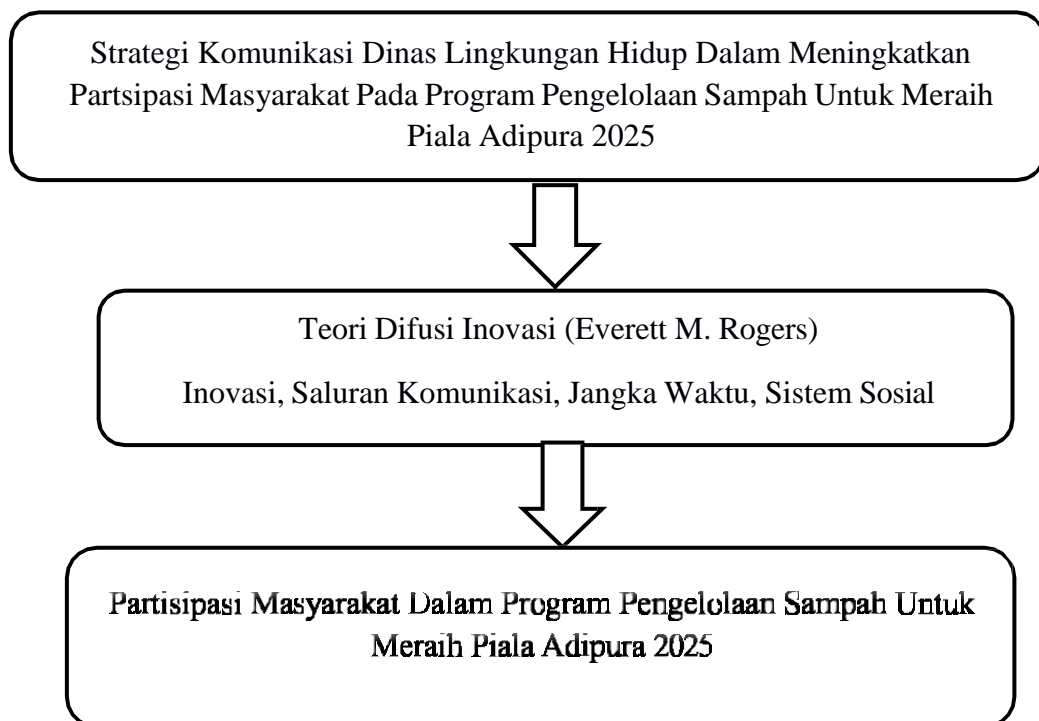 Strategi Komunikasi Dinas Lingkungan Hidup Dalam Meningkatkan
Partsipasi Masyarakat Pada Program Pengelolaan Sampah Untuk Meraih
Piala Adipura 2025
Teori Difusi Inovasi (Everett M. Rogers)
Inovasi, Saluran Komunikasi, Jangka Waktu, Sistem Sosial
Partisipasi Masyarakat Dalam Program Pengelolaan Sampah Untuk
Meraih Piala Adipura 2025